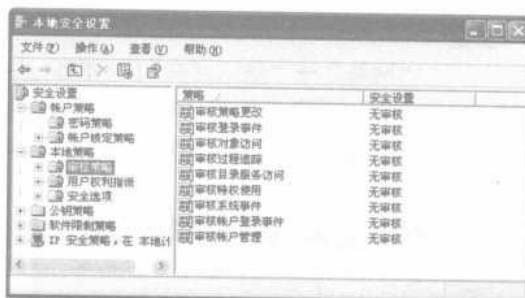 本地安全设置
文件(F) 操作(A) 查看(V) 帮助(H)
安全设置
帐户策略
密码策略
帐户锁定策略
本地策略
审核策略
用户权利指派
安全选项
公钥策略
软件限制策略
IP 安全策略，在 本地计
策略 / 安全设置
审核策略更改 无审核
审核登录事件 无审核
审核对象访问 无审核
审核过程追踪 无审核
审核目录服务访问 无审核
审核特权使用 无审核
审核系统事件 无审核
审核帐户登录事件 无审核
审核帐户管理 无审核